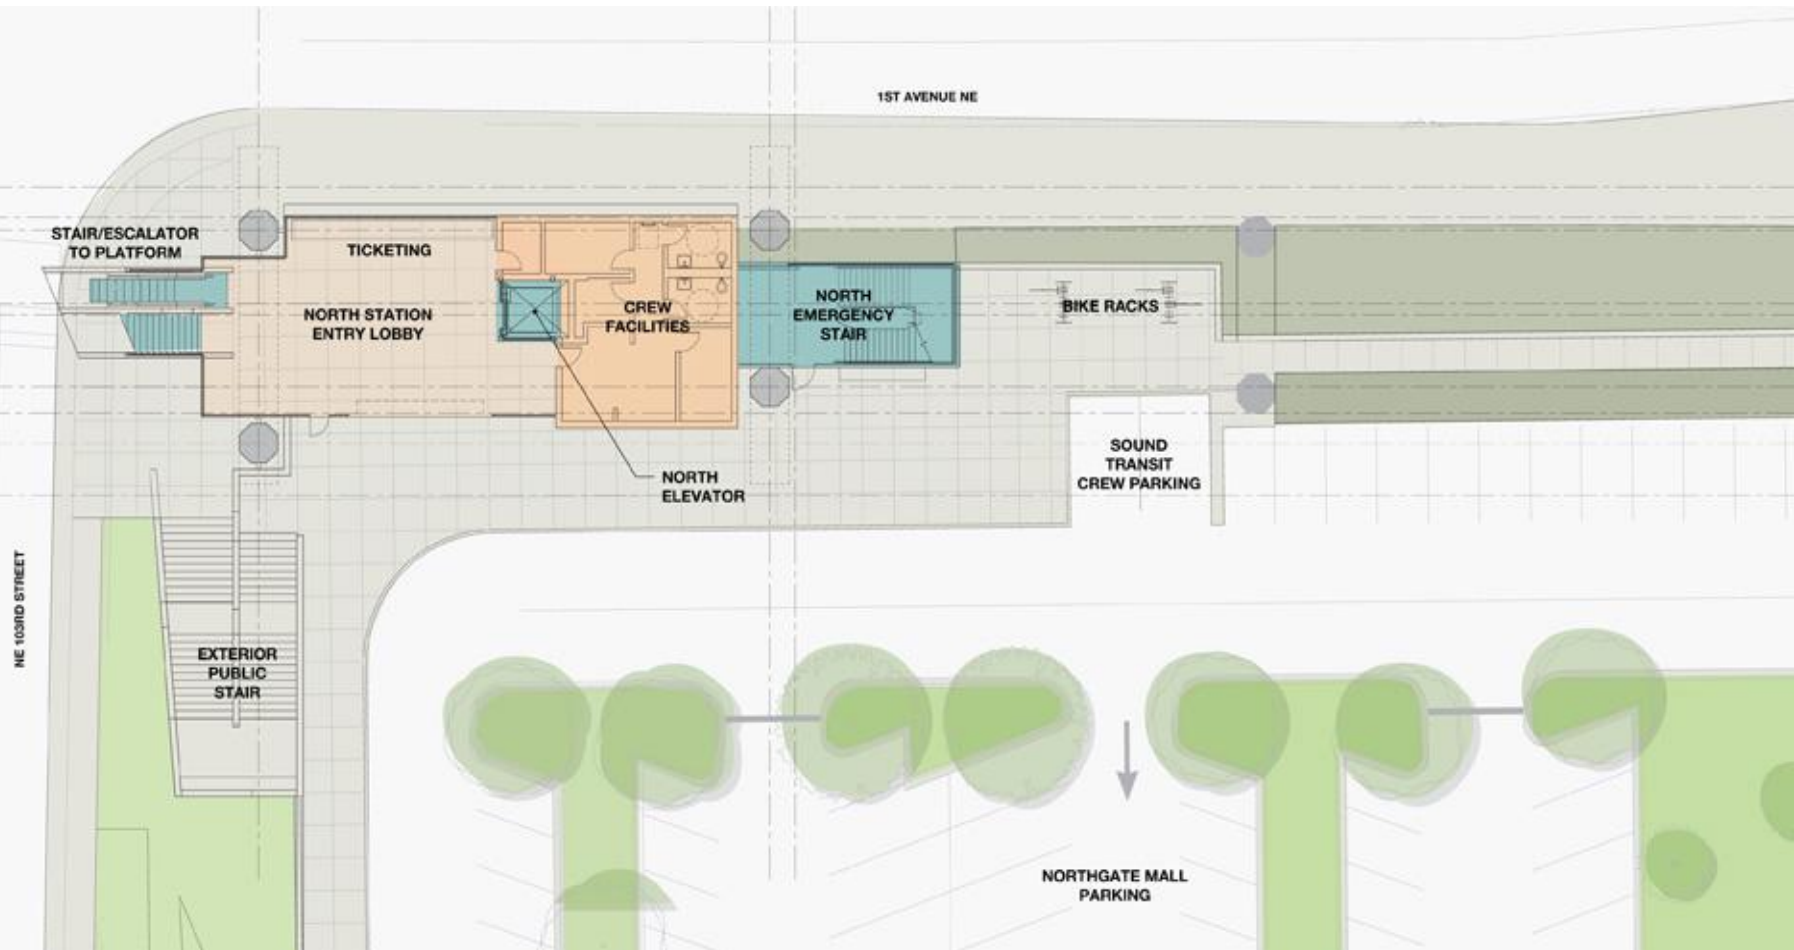 1ST AVENUE NE
STAIR/ESCALATOR
TO PLATFORM
TICKETING
NORTH STATION
ENTRY LOBBY
CREW
FACILITIES
NORTH
EMERGENCY
STAIR
BIKE RACKS
NORTH
ELEVATOR
SOUND
TRANSIT
CREW PARKING
NE 103RD STREET
EXTERIOR
PUBLIC
STAIR
NORTHGATE MALL
PARKING